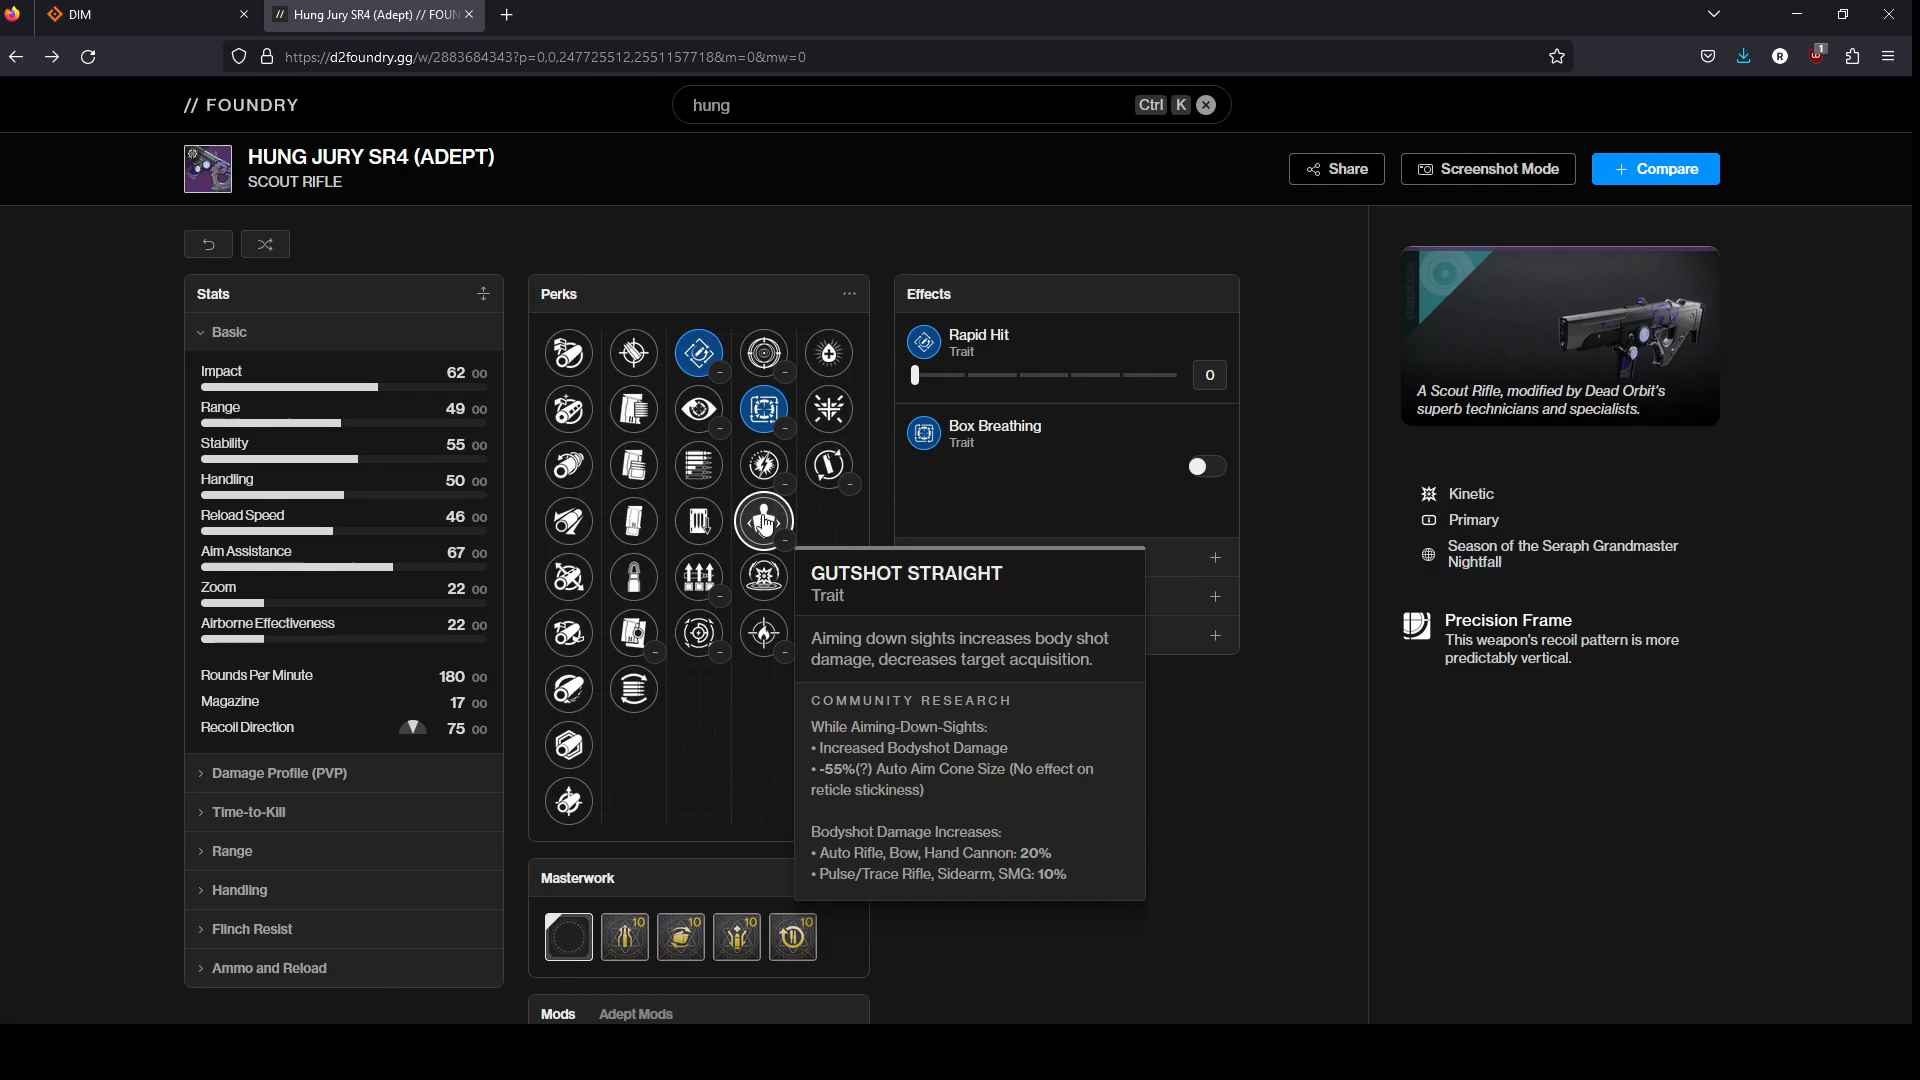 DIM
Hung Jury SR4 (Adept) // FOUN
https://d2foundry.gg/w/2883684343?p=0,0,247725512,2551157718&m=0&mw=0
R
1
// FOUNDRY
hung
Ctrl K
HUNG JURY SR4 (ADEPT)
SCOUT RIFLE
Share
Screenshot Mode
+ Compare
Stats
Basic
Impact 62 00
Range 49 00
Stability 55 00
Handling 50 00
Reload Speed 46 00
Aim Assistance 67 00
Zoom 22 00
Airborne Effectiveness 22 00
Rounds Per Minute 180 00
Magazine 17 00
Recoil Direction 75 00
Damage Profile (PVP)
Time-to-Kill
Range
Handling
Flinch Resist
Ammo and Reload
Perks
Effects
Rapid Hit
Trait
0
Box Breathing
Trait
GUTSHOT STRAIGHT
Trait
Aiming down sights increases body shot
damage, decreases target acquisition.
COMMUNITY RESEARCH
While Aiming-Down-Sights:
• Increased Bodyshot Damage
• -55%(?) Auto Aim Cone Size (No effect on
reticle stickiness)
Bodyshot Damage Increases:
• Auto Rifle, Bow, Hand Cannon: 20%
• Pulse/Trace Rifle, Sidearm, SMG: 10%
Masterwork
10 10 10 10
Mods Adept Mods
A Scout Rifle, modified by Dead Orbit's
superb technicians and specialists.
Kinetic
Primary
Season of the Seraph Grandmaster
Nightfall
Precision Frame
This weapon's recoil pattern is more
predictably vertical.